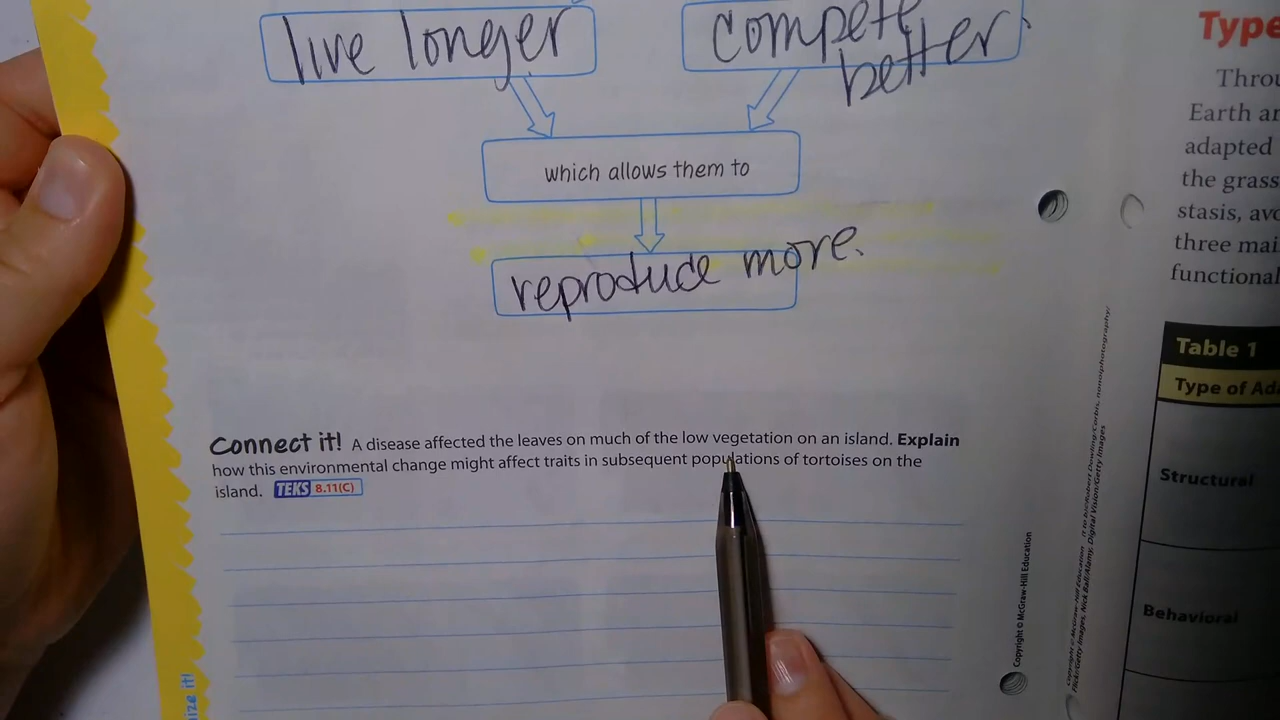 live longer
compete
better.
which allows them to
reproduce more.
Connect it! A disease affected the leaves on much of the low vegetation on an island. Explain
how this environmental change might affect traits in subsequent populations of tortoises on the
island. TEKS 8.11(C)
ize it!
Copyright © McGraw-Hill Education
Type
Throu
Earth an
adapted
the grass
stasis, avo
three mai
functional
Table 1
Type of Ad
Structural
Behavioral